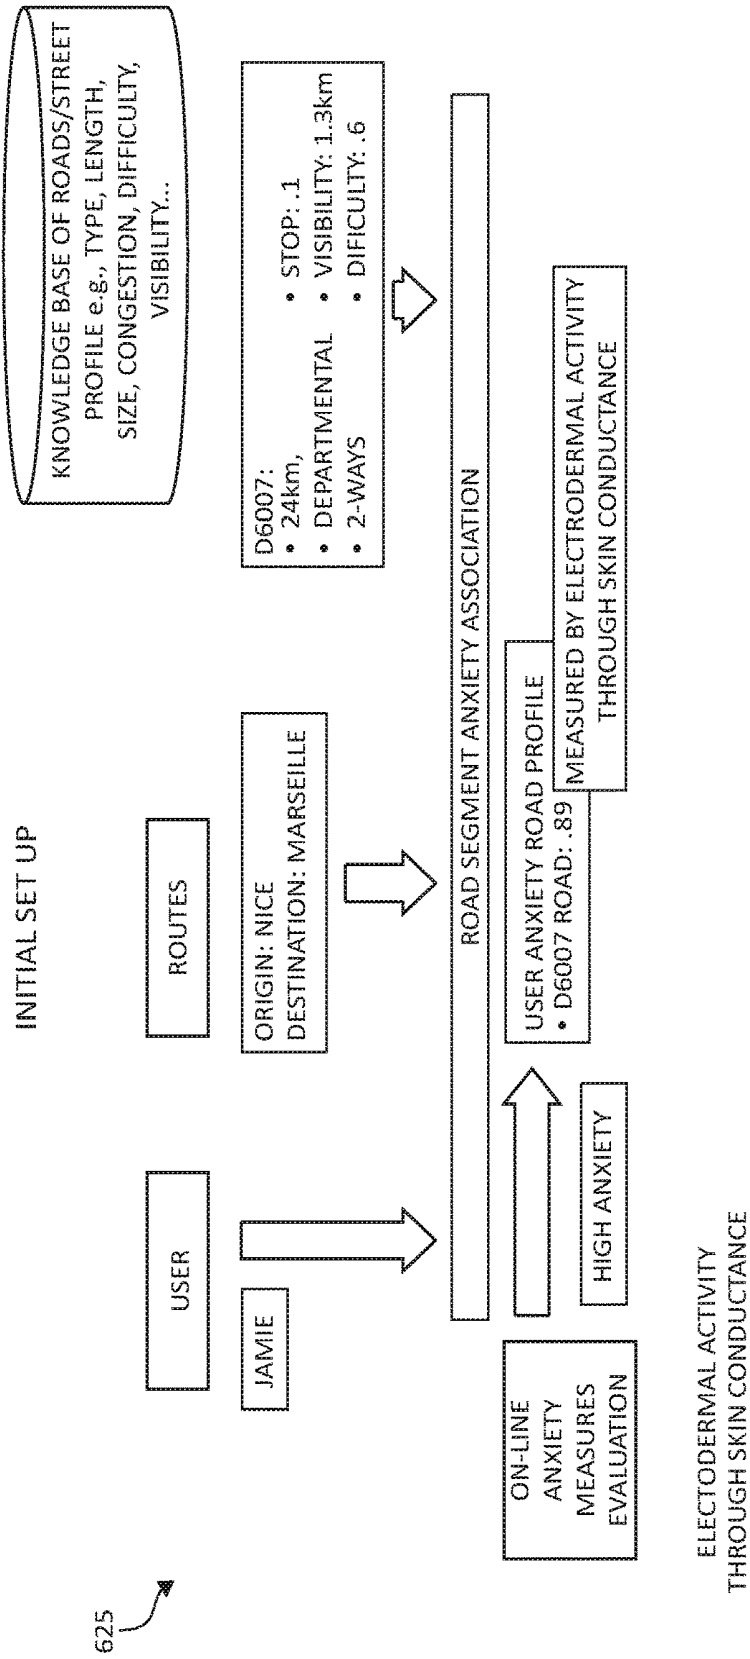 625
INITIAL SET UP
USER
ROUTES
KNOWLEDGE BASE OF ROADS/STREET
PROFILE e.g., TYPE, LENGTH,
SIZE, CONGESTION, DIFFICULTY,
VISIBILITY...
JAMIE
ORIGIN: NICE
DESTINATION: MARSEILLE
D6007:
• 24km,
• DEPARTMENTAL
• 2-WAYS
• STOP: .1
• VISIBILITY: 1.3km
• DIFICULTY: .6
ROAD SEGMENT ANXIETY ASSOCIATION
ON-LINE
ANXIETY
MEASURES
EVALUATION
HIGH ANXIETY
USER ANXIETY ROAD PROFILE
• D6007 ROAD: .89
MEASURED BY ELECTRODERMAL ACTIVITY
THROUGH SKIN CONDUCTANCE
ELECTODERMAL ACTIVITY
THROUGH SKIN CONDUCTANCE